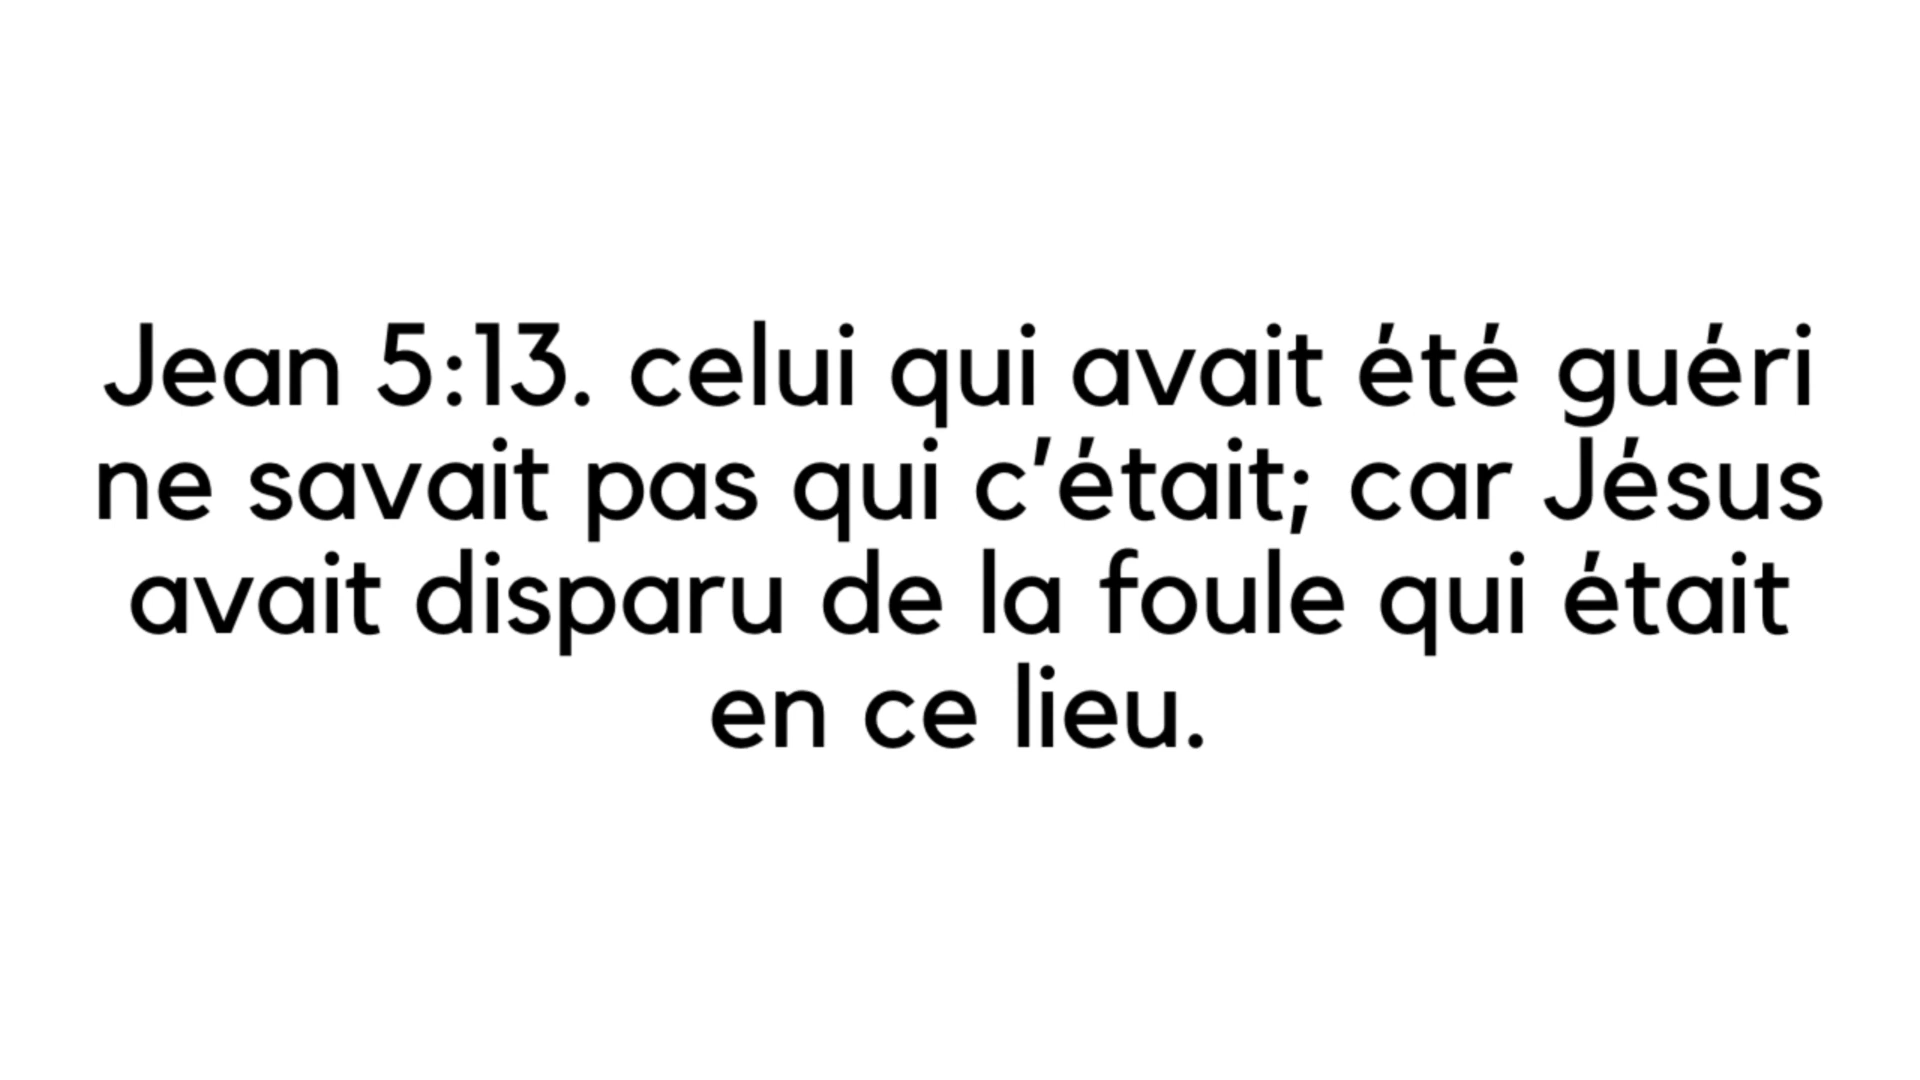 Jean 5:13. celui qui avait été guéri
ne savait pas qui c’était; car Jésus
avait disparu de la foule qui était
en ce lieu.